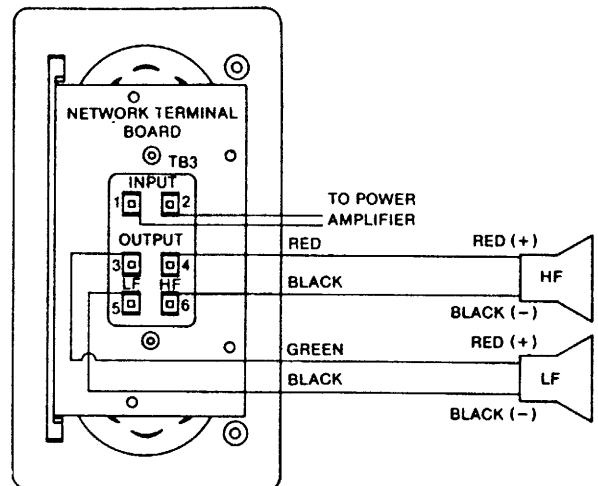 NETWORK TERMINAL
BOARD
TB3
INPUT
1 2
TO POWER
AMPLIFIER
OUTPUT
RED
RED (+)
3 4
HF
LF HF
BLACK
5 6
BLACK (−)
GREEN
RED (+)
BLACK
LF
BLACK (−)